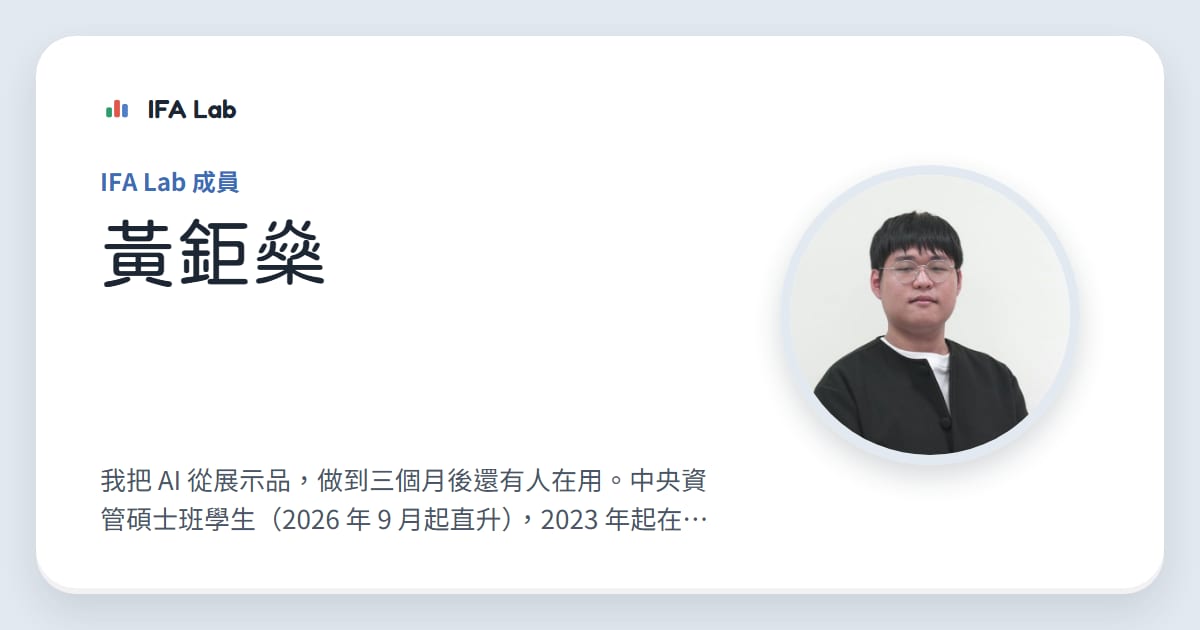 IFA Lab
IFA Lab 成員
黃鉅燊
我把 AI 從展示品，做到三個月後還有人在用。中央資
管碩士班學生（2026 年 9 月起直升），2023 年起在…